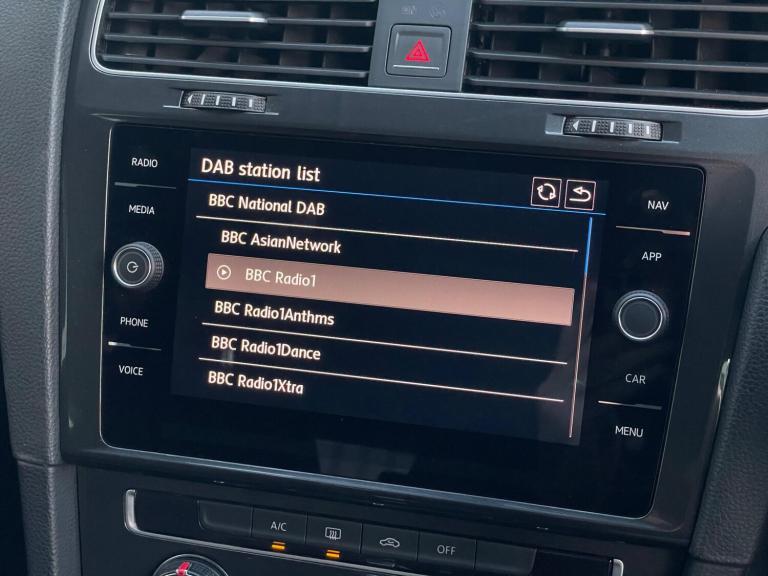 RADIO
MEDIA
PHONE
VOICE
DAB station list
BBC National DAB
BBC AsianNetwork
BBC Radio1
BBC Radio1Anthms
BBC Radio1Dance
BBC Radio1Xtra
NAV
APP
CAR
MENU
A/C
OFF